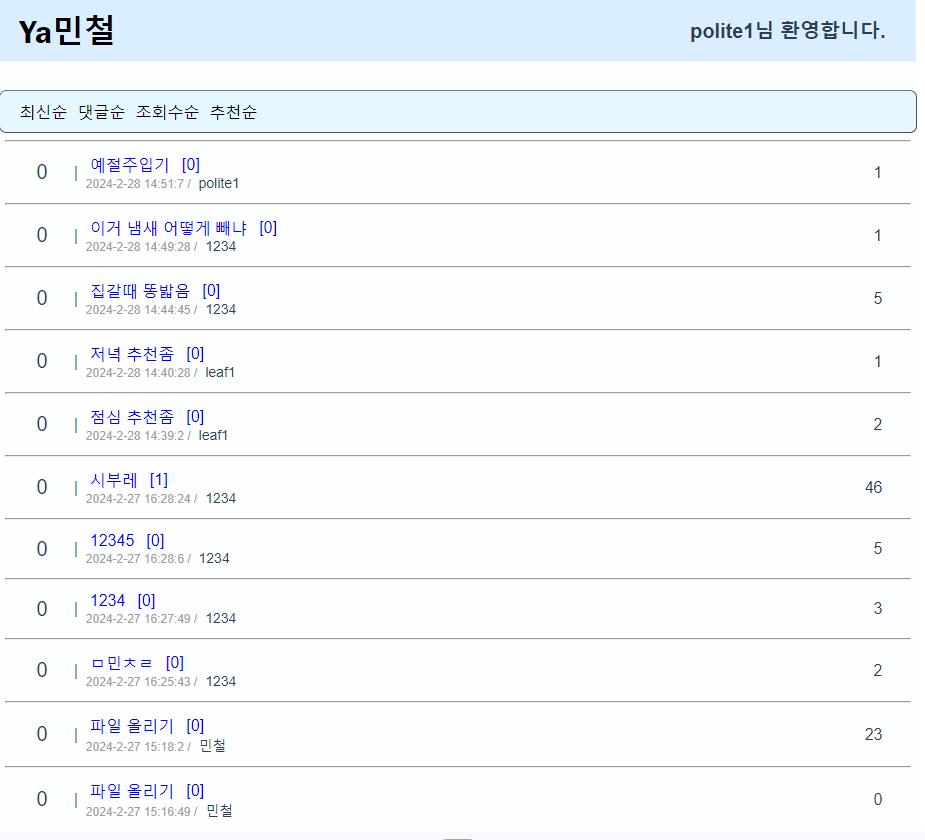 Ya민철
polite1님 환영합니다.
최신순 댓글순 조회수순 추천순
0 | 예절주입기 [0] 1
2024-2-28 14:51:7 / polite1
0 | 이거 냄새 어떻게 빼냐 [0] 1
2024-2-28 14:49:28 / 1234
0 | 집갈때 똥밟음 [0] 5
2024-2-28 14:44:45 / 1234
0 | 저녁 추천좀 [0] 1
2024-2-28 14:40:28 / leaf1
0 | 점심 추천좀 [0] 2
2024-2-28 14:39:2 / leaf1
0 | 시부레 [1] 46
2024-2-27 16:28:24 / 1234
0 | 12345 [0] 5
2024-2-27 16:28:6 / 1234
0 | 1234 [0] 3
2024-2-27 16:27:49 / 1234
0 | ㅁ민ㅊㄹ [0] 2
2024-2-27 16:25:43 / 1234
0 | 파일 올리기 [0] 23
2024-2-27 15:18:2 / 민철
0 | 파일 올리기 [0] 0
2024-2-27 15:16:49 / 민철